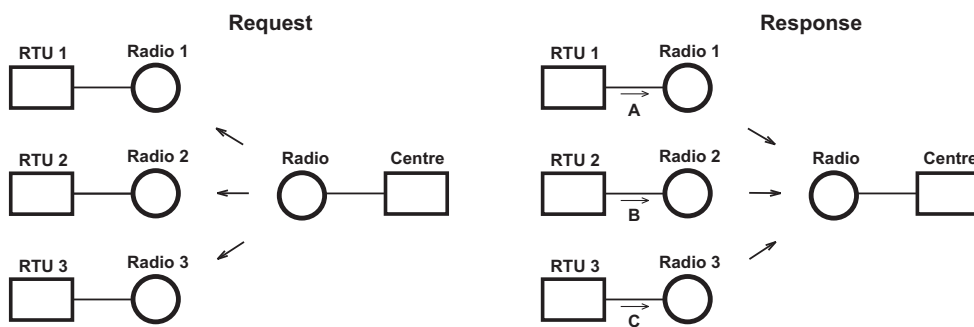 Request
RTU 1 Radio 1
RTU 2 Radio 2
Radio Centre
RTU 3 Radio 3
Response
RTU 1 Radio 1
A
RTU 2 Radio 2
Radio Centre
B
RTU 3 Radio 3
C